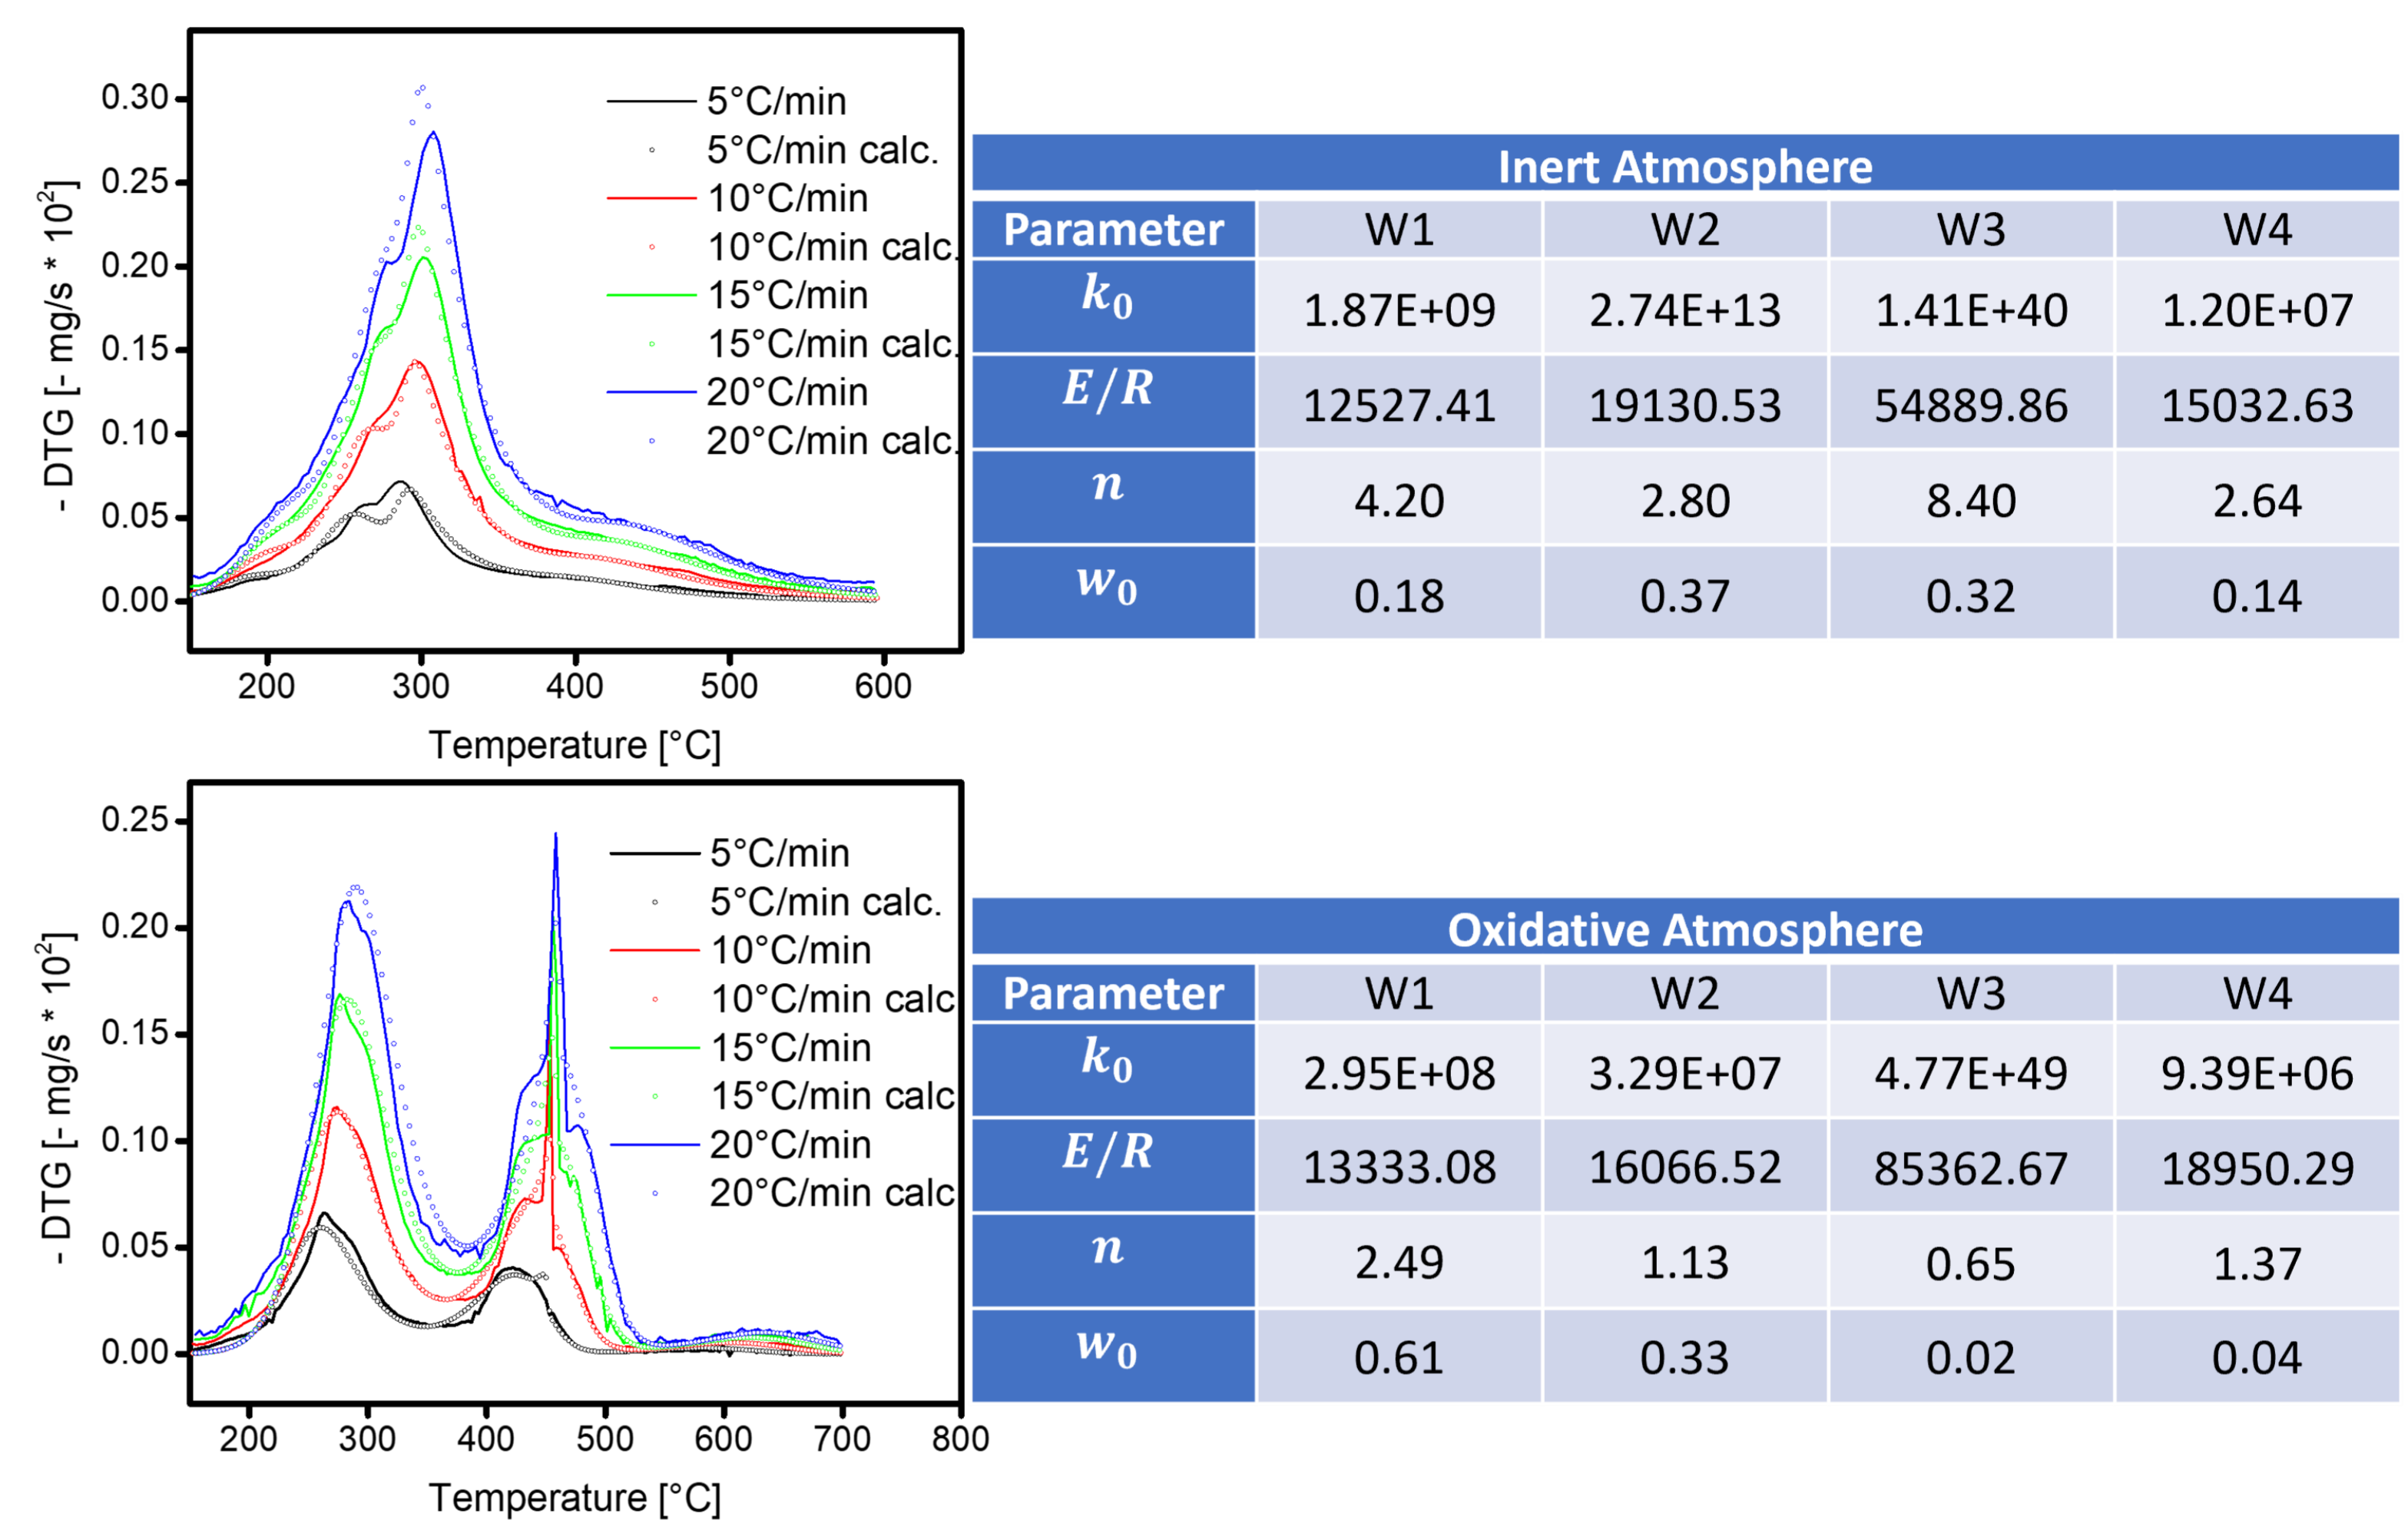 0.30
0.25
0.20
0.15
0.10
0.05
0.00
- DTG [- mg/s * 10²]
5°C/min
5°C/min calc.
10°C/min
10°C/min calc.
15°C/min
15°C/min calc.
20°C/min
20°C/min calc.
200 300 400 500 600
Temperature [°C]
Inert Atmosphere
Parameter W1 W2 W3 W4
k₀ 1.87E+09 2.74E+13 1.41E+40 1.20E+07
E/R 12527.41 19130.53 54889.86 15032.63
n 4.20 2.80 8.40 2.64
w₀ 0.18 0.37 0.32 0.14
0.25
0.20
0.15
0.10
0.05
0.00
- DTG [- mg/s * 10²]
5°C/min
5°C/min calc.
10°C/min
10°C/min calc
15°C/min
15°C/min calc
20°C/min
20°C/min calc
200 300 400 500 600 700 800
Temperature [°C]
Oxidative Atmosphere
Parameter W1 W2 W3 W4
k₀ 2.95E+08 3.29E+07 4.77E+49 9.39E+06
E/R 13333.08 16066.52 85362.67 18950.29
n 2.49 1.13 0.65 1.37
w₀ 0.61 0.33 0.02 0.04